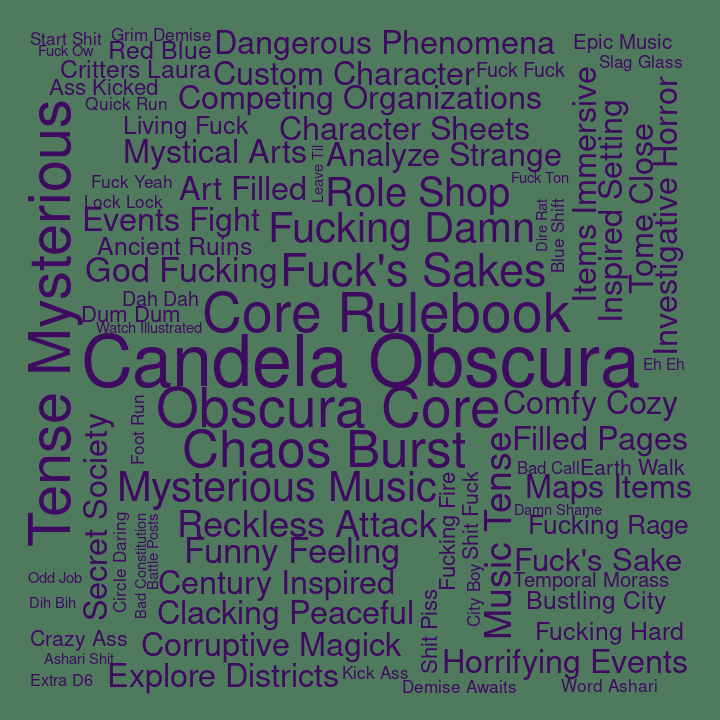 Start Shit
Grim Demise
Fuck Ow
Red Blue
Dangerous Phenomena
Epic Music
Slag Glass
Critters Laura
Custom Character
Fuck Fuck
Ass Kicked
Quick Run
Competing Organizations
Living Fuck
Character Sheets
Mystical Arts
Leave Til
Analyze Strange
Fuck Yeah
Art Filled
Role Shop
Fuck Ton
Lock Lock
Events Fight
Fucking Damn
Dire Rat
Blue Shift
Items Immersive
Inspired Setting
Tome Close
Investigative Horror
Ancient Ruins
God Fucking
Fuck's Sakes
Dah Dah
Dum Dum
Watch Illustrated
Core Rulebook
Tense Mysterious
Candela Obscura
Eh Eh
Obscura Core
Comfy Cozy
Foot Run
Chaos Burst
Filled Pages
Secret Society
Bad Call
Earth Walk
Mysterious Music
Music Tense
Maps Items
Damn Shame
Fucking Fire
Shit Fuck
City Boy
Reckless Attack
Fucking Rage
Circle Daring
Bad Constitution
Battle Posts
Funny Feeling
Fuck's Sake
Odd Job
Century Inspired
Temporal Morass
Dih Bih
Clacking Peaceful
Shit Piss
Bustling City
Crazy Ass
Corruptive Magick
Fucking Hard
Ashari Shit
Horrifying Events
Extra D6
Explore Districts
Kick Ass
Demise Awaits
Word Ashari